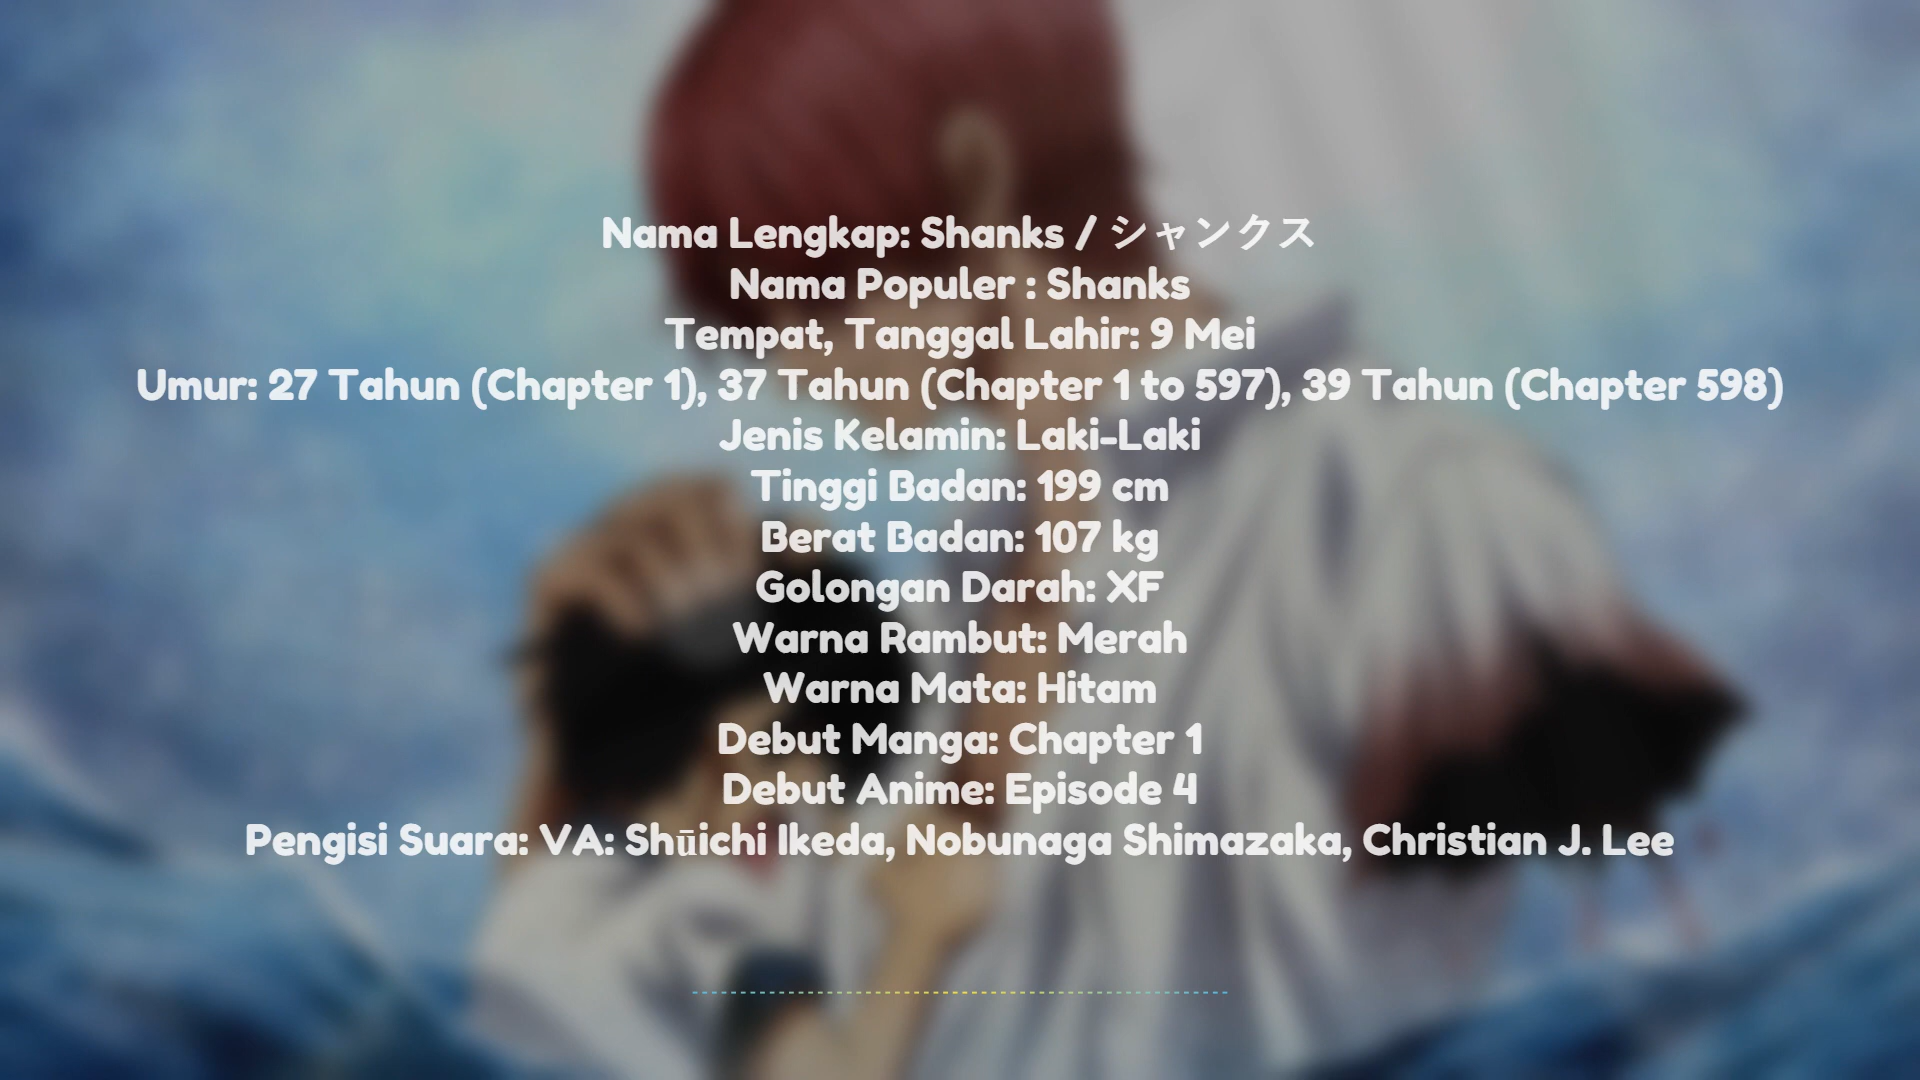 Nama Lengkap: Shanks / シャンクス
Nama Populer : Shanks
Tempat, Tanggal Lahir: 9 Mei
Umur: 27 Tahun (Chapter 1), 37 Tahun (Chapter 1 to 597), 39 Tahun (Chapter 598)
Jenis Kelamin: Laki-Laki
Tinggi Badan: 199 cm
Berat Badan: 107 kg
Golongan Darah: XF
Warna Rambut: Merah
Warna Mata: Hitam
Debut Manga: Chapter 1
Debut Anime: Episode 4
Pengisi Suara: VA: Shūichi Ikeda, Nobunaga Shimazaka, Christian J. Lee